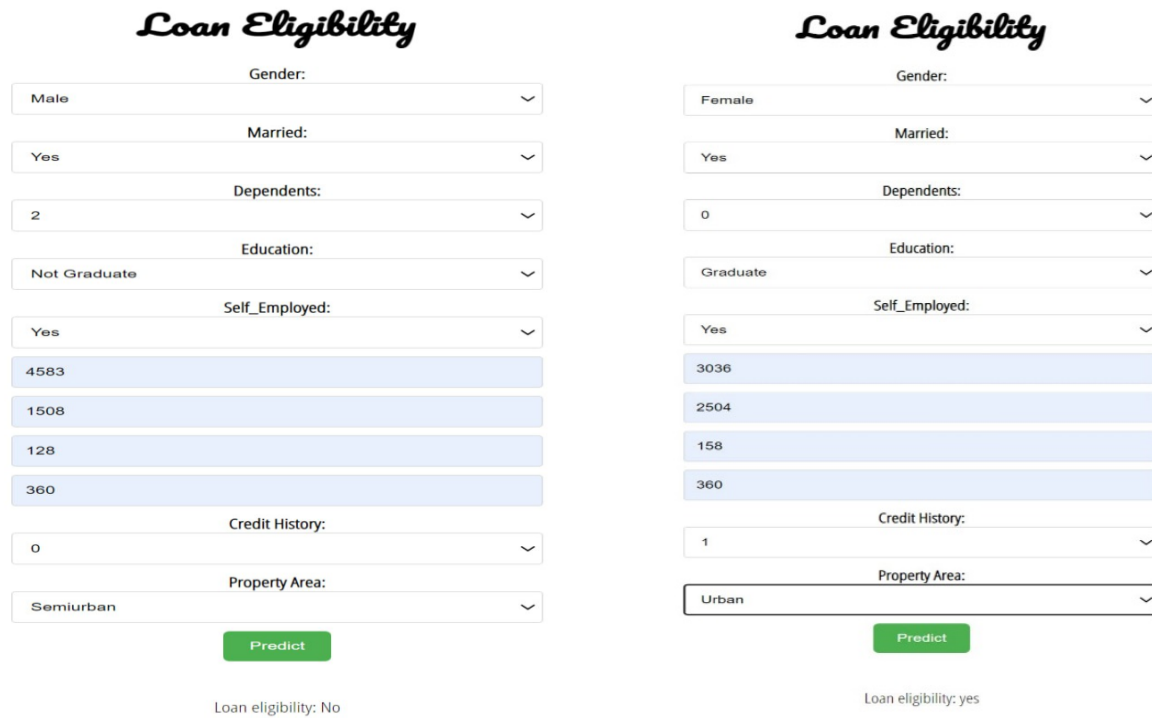 Loan Eligibility
Gender:
Male
Married:
Yes
Dependents:
2
Education:
Not Graduate
Self_Employed:
Yes
4583
1508
128
360
Credit History:
0
Property Area:
Semiurban
Predict
Loan eligibility: No
Loan Eligibility
Gender:
Female
Married:
Yes
Dependents:
0
Education:
Graduate
Self_Employed:
Yes
3036
2504
158
360
Credit History:
1
Property Area:
Urban
Predict
Loan eligibility: yes